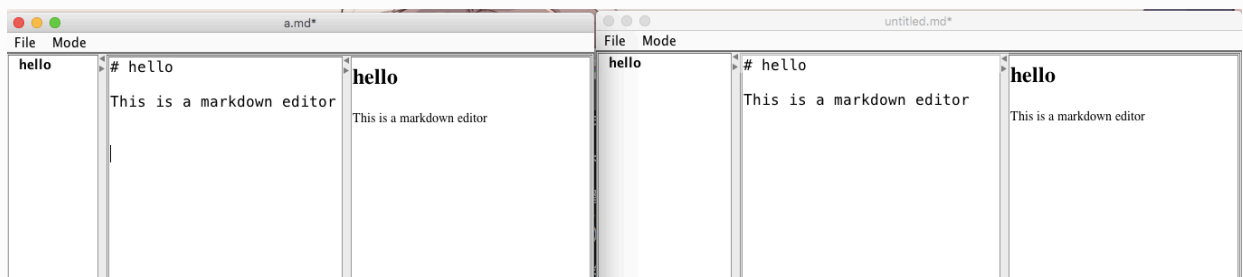 a.md*
File Mode
hello
# hello
This is a markdown editor
hello
This is a markdown editor
untitled.md*
File Mode
hello
# hello
This is a markdown editor
hello
This is a markdown editor